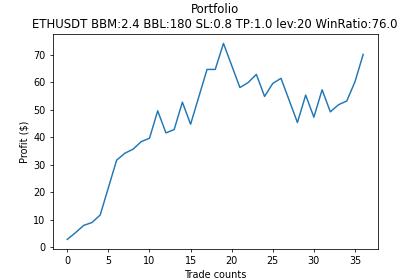 Portfolio
ETHUSDT BBM:2.4 BBL:180 SL:0.8 TP:1.0 lev:20 WinRatio:76.0
70
60
50
40
30
20
10
0
Profit ($)
0 5 10 15 20 25 30 35
Trade counts